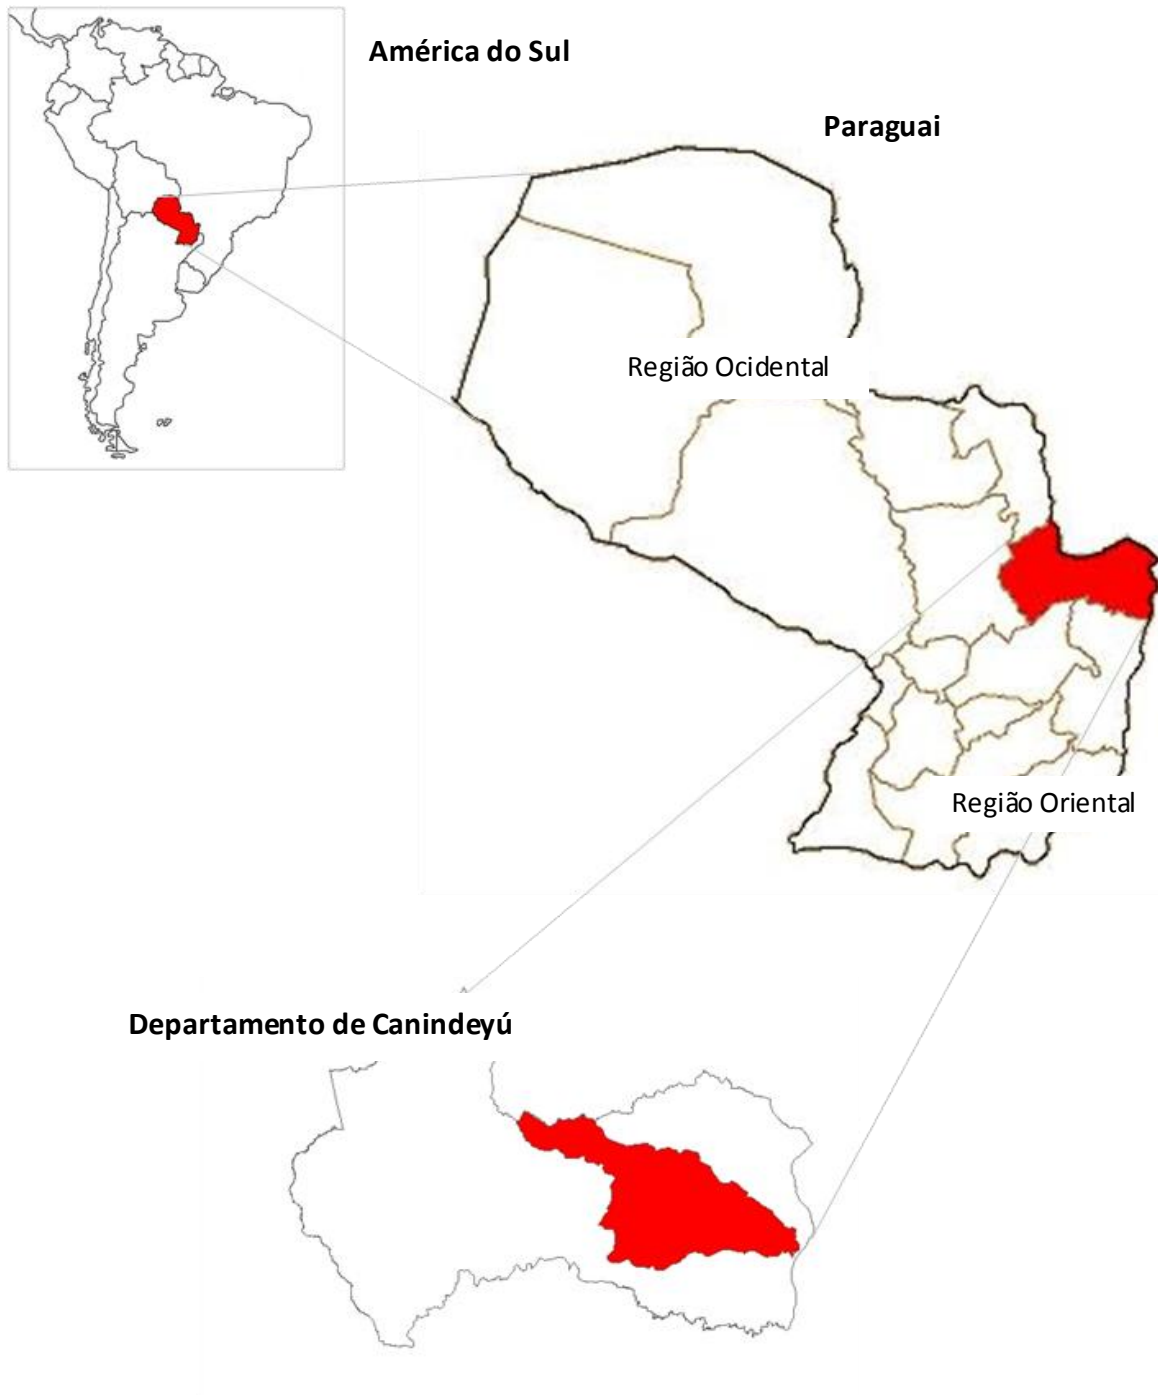 América do Sul
Paraguai
Região Ocidental
Região Oriental
Departamento de Canindeyú